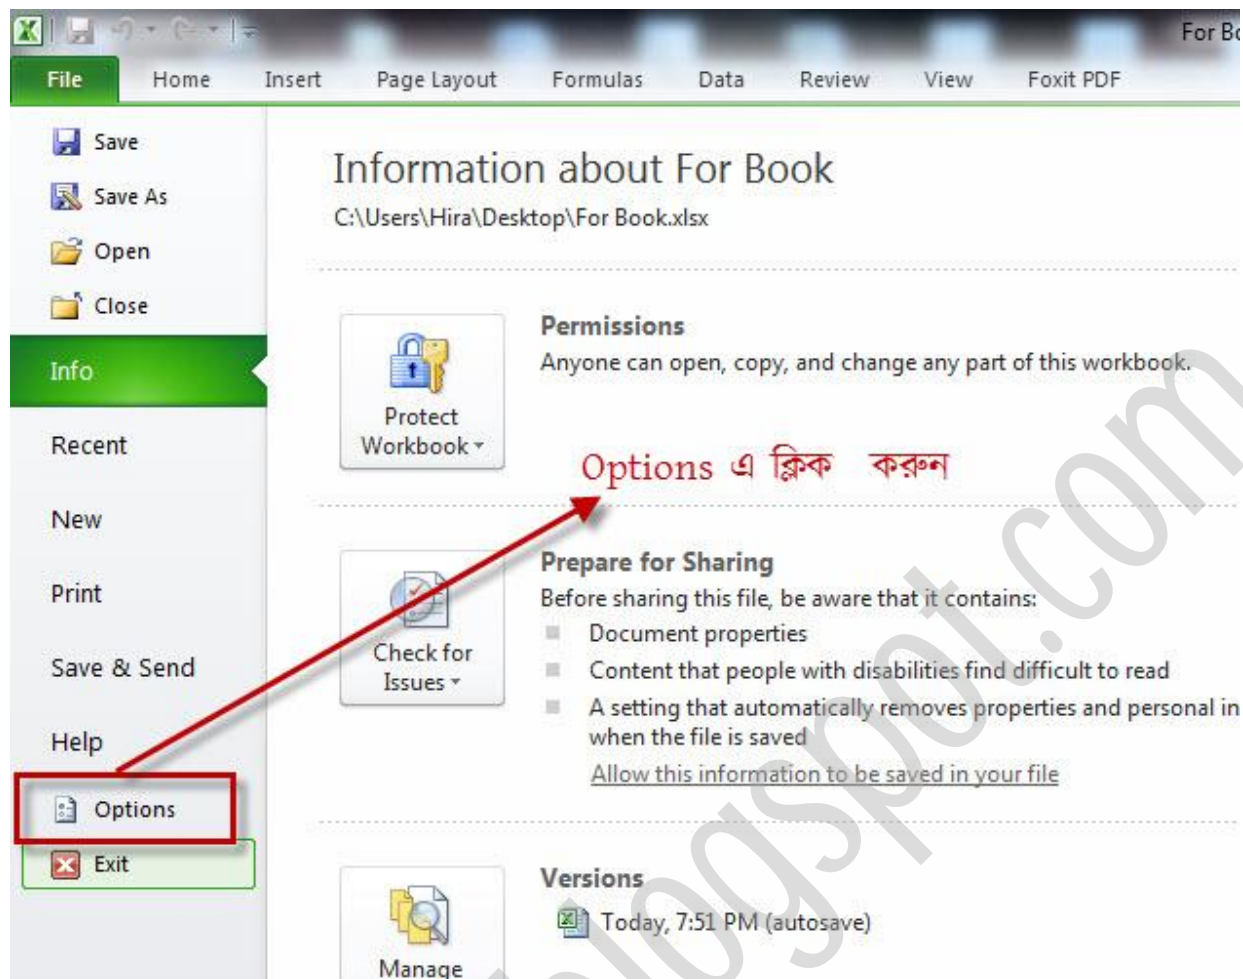 For Bo
File Home Insert Page Layout Formulas Data Review View Foxit PDF
Save
Save As
Open
Close
Info
Recent
New
Print
Save & Send
Help
Options
Exit
Information about For Book
C:\Users\Hira\Desktop\For Book.xlsx
Protect
Workbook
Permissions
Anyone can open, copy, and change any part of this workbook.
Options এ ক্লিক করুন
Check for
Issues
Prepare for Sharing
Before sharing this file, be aware that it contains:
Document properties
Content that people with disabilities find difficult to read
A setting that automatically removes properties and personal in
when the file is saved
Allow this information to be saved in your file
Manage
Versions
Today, 7:51 PM (autosave)
logspot.com